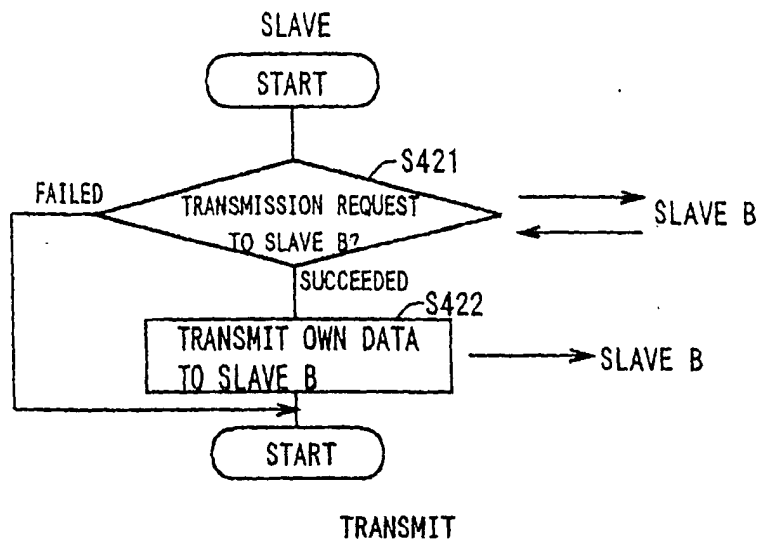 SLAVE
START
S421
FAILED
TRANSMISSION REQUEST
TO SLAVE B?
SLAVE B
SUCCEEDED
S422
TRANSMIT OWN DATA
TO SLAVE B
SLAVE B
START
TRANSMIT